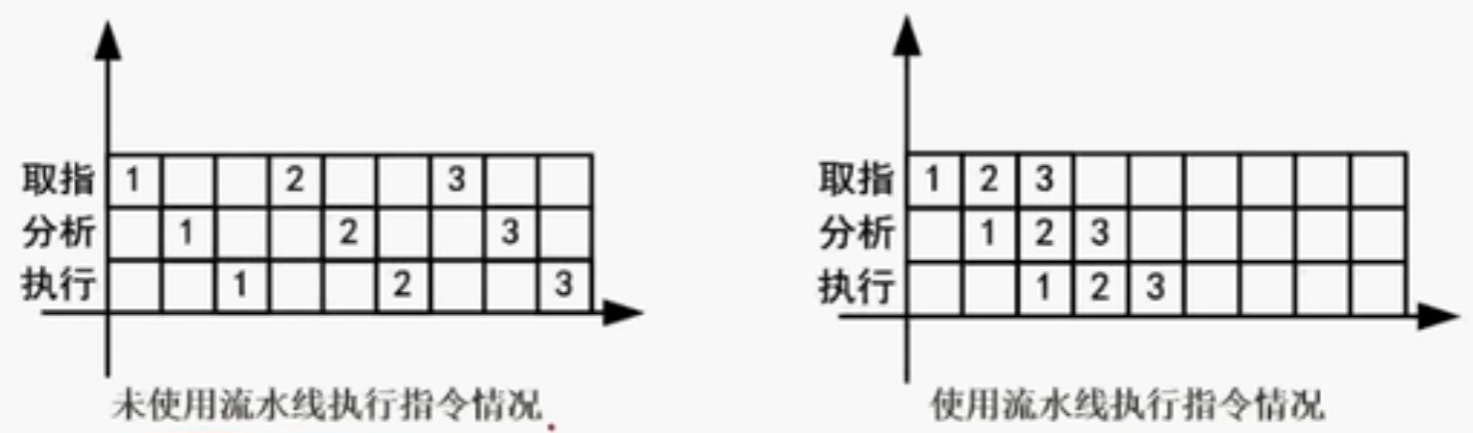 取指 1 2 3
分析 1 2 3
执行 1 2 3
未使用流水线执行指令情况
取指 1 2 3
分析 1 2 3
执行 1 2 3
使用流水线执行指令情况